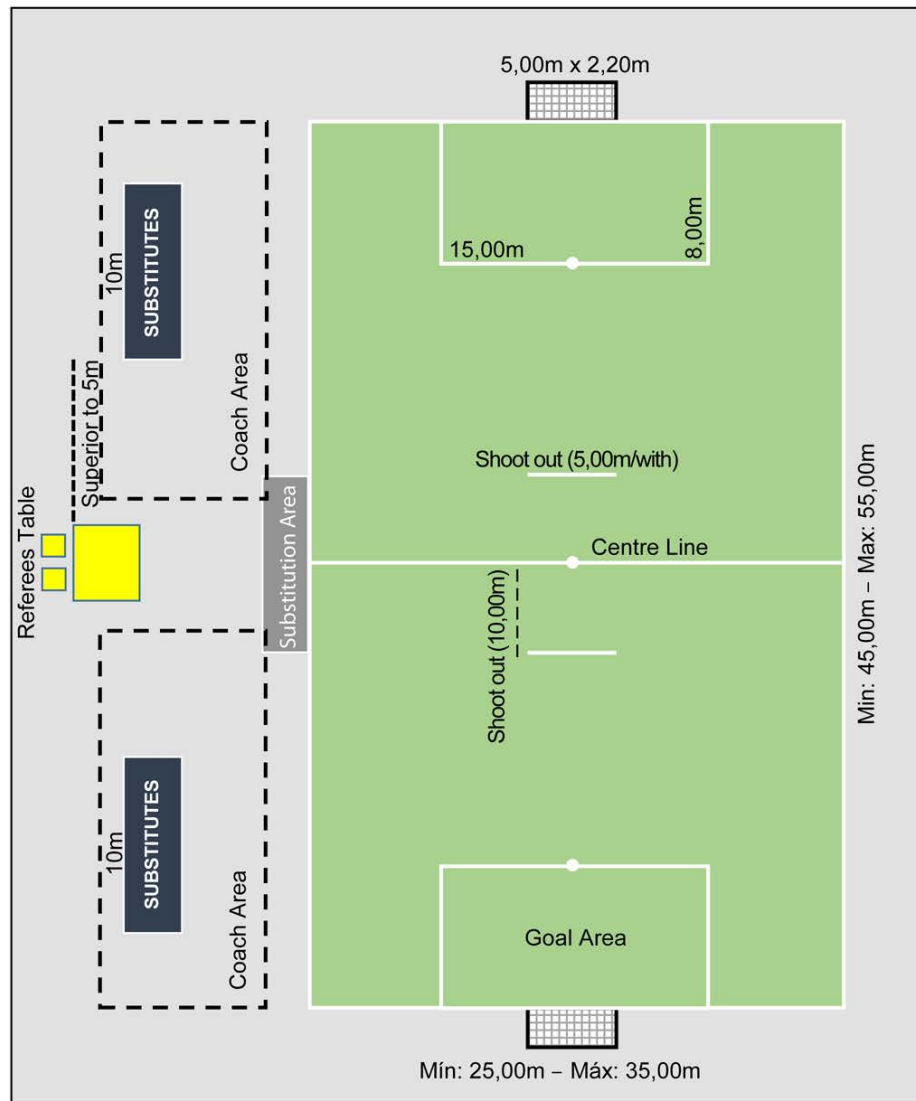 5,00m x 2,20m
15,00m
8,00m
SUBSTITUTES
10m
Coach Area
Superior to 5m
Referees Table
Substitution Area
Shoot out (5,00m/with)
Centre Line
Shoot out (10,00m)
Min: 45,00m – Max: 55,00m
10m
SUBSTITUTES
Coach Area
Goal Area
Mín: 25,00m – Máx: 35,00m